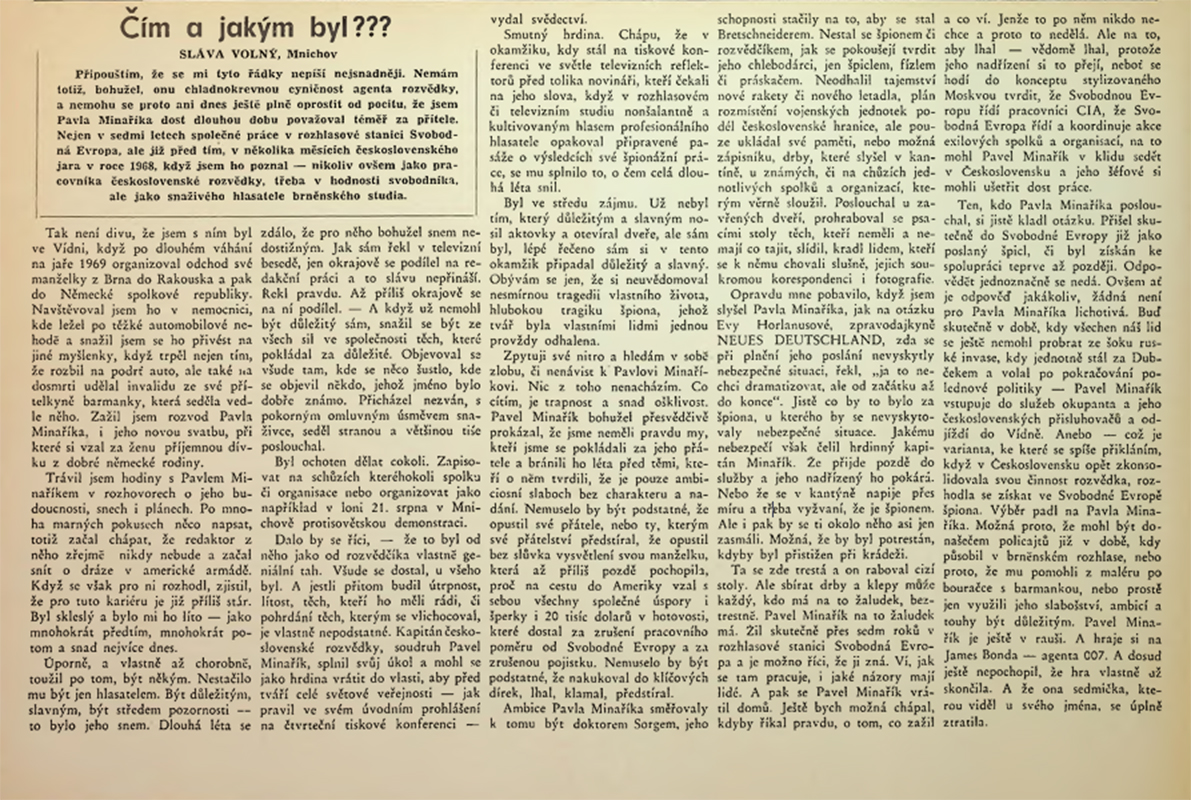 Čím a jakým byl???
SLÁVA VOLNÝ, Mnichov
Připouštím, že se mi tyto řádky nepíší nejsnadněji. Nemám
totiž, bohužel, onu chladnokrevnou cyničnost agenta rozvědky,
a nemohu se proto ani dnes ještě plně oprostit od pocitu, že jsem
Pavla Minaříka dost dlouhou dobu považoval téměř za přítele.
Nejen v sedmi letech společné práce v rozhlasové stanici Svobod-
ná Evropa, ale již před tím, v několika měsících československého
jara v roce 1968, když jsem ho poznal — nikoliv ovšem jako pra-
covníka československé rozvědky, třeba v hodnosti svobodníka,
ale jako snaživého hlasatele brněnského studia.
Tak není divu, že jsem s ním byl
ve Vídni, když po dlouhém váhání
na jaře 1969 organizoval odchod své
manželky z Brna do Rakouska a pak
do Německé spolkové republiky.
Navštěvoval jsem ho v nemocnici,
kde ležel po těžké automobilové ne-
hodě a snažil jsem se ho přivést na
jiné myšlenky, když trpěl nejen tím,
že rozbil na podrť auto, ale také na
dosmrti udělal invalidu ze své pří-
telkyně barmanky, která seděla ved-
le něho. Zažil jsem rozvod Pavla
Minaříka, i jeho novou svatbu, při
které si vzal za ženu příjemnou dív-
ku z dobré německé rodiny.
Trávil jsem hodiny s Pavlem Mi-
naříkem v rozhovorech o jeho bu-
doucnosti, snech i plánech. Po mno-
ha marných pokusech něco napsat,
totiž začal chápat, že redaktor z
něho zřejmě nikdy nebude a začal
snít o dráze v americké armádě.
Když se však pro ni rozhodl, zjistil,
že pro tuto kariéru je již příliš stár.
Byl skleslý a bylo mi ho líto — jako
mnohokrát předtím, mnohokrát po-
tom a snad nejvíce dnes.
Úporně, a vlastně až chorobně,
toužil po tom, být někým. Nestačilo
mu být jen hlasatelem. Být důležitým,
slavným, být středem pozornosti —
to bylo jeho snem. Dlouhá léta se
zdálo, že pro něho bohužel snem ne-
dostižným. Jak sám řekl v televizní
besedě, jen okrajově se podílel na re-
dakční práci a to slávu nepřináší.
Řekl pravdu. Až příliš okrajově se
na ní podílel. — A když už nemohl
být důležitý sám, snažil se být ze
všech sil ve společnosti těch, které
pokládal za důležité. Objevoval se
všude tam, kde se něco šustlo, kde
se objevil někdo, jehož jméno bylo
dobře známo. Přicházel nezván, s
pokorným omluvným úsměvem sna-
živce, seděl stranou a většinou tiše
poslouchal.
Byl ochoten dělat cokoli. Zapiso-
vat na schůzích kteréhokoli spolku
či organisace nebo organizovat jako
například v loni 21. srpna v Mni-
chově protisovětskou demonstraci.
Dalo by se říci, — že to byl od
něho jako od rozvědčíka vlastně ge-
niální tah. Všude se dostal, u všeho
byl. A jestli přitom budil útrpnost,
lítost, těch, kteří ho měli rádi, či
pohrdání těch, kterým se vlichocoval,
je vlastně nepodstatné. Kapitán česko-
slovenské rozvědky, soudruh Pavel
Minařík, splnil svůj úkol a mohl se
jako hrdina vrátit do vlasti, aby před
tváří celé světové veřejnosti — jak
pravil ve svém úvodním prohlášení
na čtvrteční tiskové konferenci —
vydal svědectví.
Smutný hrdina. Chápu, že v
okamžiku, kdy stál na tiskové kon-
ferenci ve světle televizních reflek-
torů před tolika novináři, kteří čekali
na jeho slova, když v rozhlasovém
či televizním studiu nonšalantně a
kultivovaným hlasem profesionálního
hlasatele opakoval připravené pa-
sáže o výsledcích své špionážní prá-
ce, se mu splnilo to, o čem celá dlou-
há léta snil.
Byl ve středu zájmu. Už nebyl
tím, který důležitým a slavným no-
sil aktovky a otevíral dveře, ale sám
byl, lépe řečeno sám si v tento
okamžik připadal důležitý a slavný.
Obývám se jen, že si neuvědomoval
nesmírnou tragedii vlastního života,
hlubokou tragiku špiona, jehož
tvář byla vlastními lidmi jednou
provždy odhalena.
Zpytuji své nitro a hledám v sobě
zlobu, či nenávist k Pavlovi Minaří-
kovi. Nic z toho nenacházím. Co
cítím, je trapnost a snad ošklivost.
Pavel Minařík bohužel přesvědčivě
prokázal, že jsme neměli pravdu my,
kteří jsme se pokládali za jeho přá-
tele a bránili ho léta před těmi, kte-
ří o něm tvrdili, že je pouze ambi-
ciosní slaboch bez charakteru a na-
dání. Nemuselo by být podstatné, že
opustil své přátele, nebo ty, kterým
své přátelství předstíral, že opustil
bez slůvka vysvětlení svou manželku,
která až příliš pozdě pochopila,
proč na cestu do Ameriky vzal s
sebou všechny společné úspory i
šperky i 20 tisíc dolarů v hotovosti,
které dostal za zrušení pracovního
poměru od Svobodné Evropy a za
zrušenou pojistku. Nemuselo by být
podstatné, že nakukoval do klíčových
dírek, lhal, klamal, předstíral.
Ambice Pavla Minaříka směřovaly
k tomu být doktorem Sorgem, jeho
schopnosti stačily na to, aby se stal
Bretschneiderem. Nestal se špionem či
rozvědčíkem, jak se pokoušejí tvrdit
jeho chlebodárci, jen špiclem, fízlem
či práskačem. Neodhalil tajemství
nové rakety či nového letadla, plán
rozmístění vojenských jednotek po-
dél československé hranice, ale pou-
ze ukládal své paměti, nebo možná
zápisníku, drby, které slyšel v kan-
tíně, u známých, či na chůzích jed-
notlivých spolků a organizací, kte-
rým věrně sloužil. Poslouchal u za-
vřených dveří, prohraboval se psa-
cími stoly těch, kteří neměli a ne-
mají co tajit, slídil, kradl lidem, kteří
se k němu chovali slušně, jejich sou-
kromou korespondenci i fotografie.
Opravdu mne pobavilo, když jsem
slyšel Pavla Minaříka, jak na otázku
Evy Horlanusové, zpravodajkyně
NEUES DEUTSCHLAND, zda se
při plnění jeho poslání nevyskytly
nebezpečné situaci, řekl, „ja to ne-
chci dramatizovat, ale od začátku až
do konce“. Jistě co by to bylo za
špiona, u kterého by se nevyskyto-
valy nebezpečné situace. Jakému
nebezpečí však čelil hrdinný kapi-
tán Minařík. Že přijde pozdě do
služby a jeho nadřízený ho pokárá.
Nebo že se v kantýně napije přes
míru a třeba vyžvaní, že je špionem.
Ale i pak by se ti okolo něho asi jen
zasmáli. Možná, že by byl potrestán,
kdyby byl přistižen při krádeži.
Ta se zde trestá a on raboval cizí
stoly. Ale sbírat drby a klepy může
každý, kdo má na to žaludek, bez-
trestně. Pavel Minařík na to žaludek
má. Žil skutečně přes sedm roků v
rozhlasové stanici Svobodná Evro-
pa a je možno říci, že ji zná. Ví, jak
se tam pracuje, i jaké názory mají
lidé. A pak se Pavel Minařík vrá-
til domů. Ještě bych možná chápal,
kdyby říkal pravdu, o tom, co zažil
a co ví. Jenže to po něm nikdo ne-
chce a proto to nedělá. Ale na to,
aby lhal — vědomě lhal, protože
jeho nadřízení si to přejí, neboť se
hodí do konceptu stylizovaného
Moskvou tvrdit, že Svobodnou Ev-
ropu řídí pracovníci CIA, že Svo-
bodná Evropa řídí a koordinuje akce
exilových spolků a organisací, na to
mohl Pavel Minařík v klidu sedět
v Československu a jeho šéfové si
mohli ušetřit dost práce.
Ten, kdo Pavla Minaříka poslou-
chal, si jistě kladl otázku. Přišel sku-
tečně do Svobodné Evropy již jako
poslaný špicl, či byl získán ke
spolupráci teprve až později. Odpo-
vědět jednoznačně se nedá. Ovšem ať
je odpověď jakákoliv, žádná není
pro Pavla Minaříka lichotivá. Buď
skutečně v době, kdy všechen náš lid
se ještě nemohl probrat ze šoku rus-
ké invase, kdy jednotně stál za Dub-
čekem a volal po pokračování po-
lednové politiky — Pavel Minařík
vstupuje do služeb okupanta a jeho
československých přisluhovačů a od-
jíždí do Vídně. Anebo — což je
varianta, ke které se spíše přikláním,
když v Československu opět zkonso-
lidovala svou činnost rozvědka, roz-
hodla se získat ve Svobodné Evropě
špiona. Výběr padl na Pavla Mina-
říka. Možná proto, že mohl být do-
našečem policajtů již v době, kdy
působil v brněnském rozhlase, nebo
proto, že mu pomohli z maléru po
bouračce s barmankou, nebo prostě
jen využili jeho slabošství, ambicí a
touhy být důležitým. Pavel Mina-
řík je ještě v rauši. A hraje si na
James Bonda — agenta 007. A dosud
ještě nepochopil, že hra vlastně už
skončila. A že ona sedmička, kte-
rou viděl u svého jména, se úplně
ztratila.